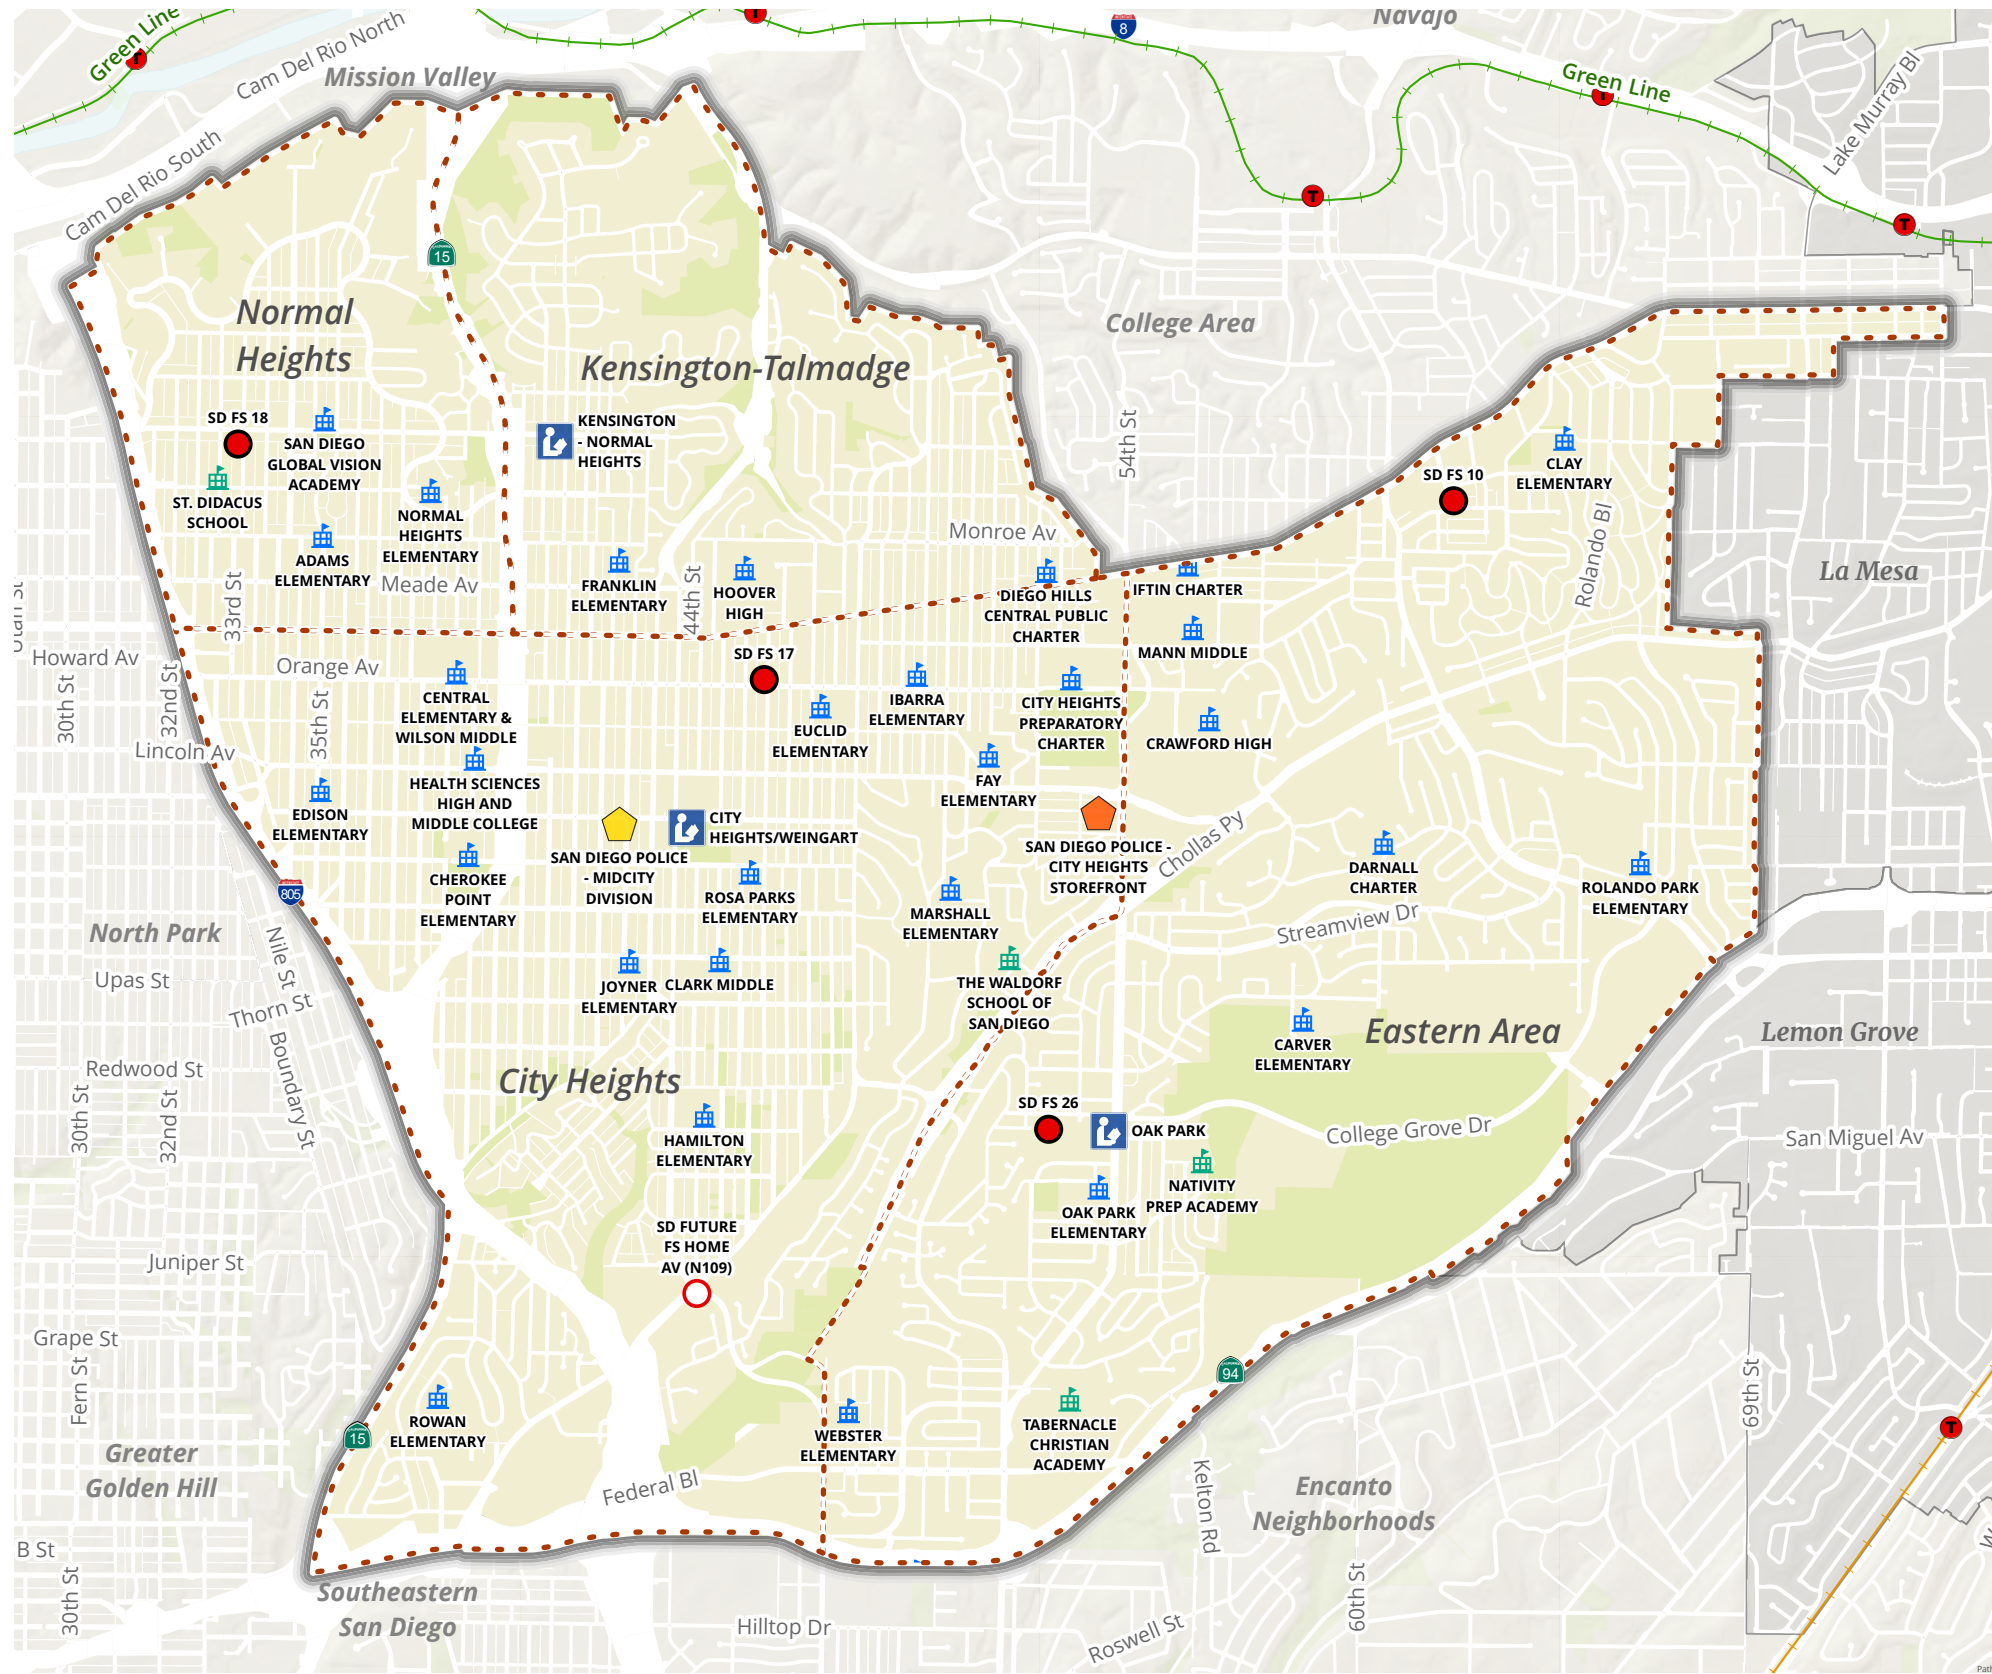 Navajo
8
Green Line
Cam Del Rio North
Mission Valley
Green Line
Lake Murray Bl
Cam Del Rio South
15
Normal
Heights
College Area
Kensington-Talmadge
SD FS 18
SAN DIEGO
GLOBAL VISION
ACADEMY
KENSINGTON
- NORMAL
HEIGHTS
54th St
CLAY
ELEMENTARY
SD FS 10
ST. DIDACUS
SCHOOL
NORMAL
HEIGHTS
ELEMENTARY
Monroe Av
Rolando Bl
ADAMS
ELEMENTARY
Meade Av
33rd St
FRANKLIN
ELEMENTARY
44th St
HOOVER
HIGH
DIEGO HILLS
CENTRAL PUBLIC
CHARTER
IFTIN CHARTER
La Mesa
MANN MIDDLE
Utah St
Howard Av
30th St
32nd St
Orange Av
35th St
Lincoln Av
SD FS 17
CENTRAL
ELEMENTARY &
WILSON MIDDLE
EUCLID
ELEMENTARY
IBARRA
ELEMENTARY
CITY HEIGHTS
PREPARATORY
CHARTER
CRAWFORD HIGH
HEALTH SCIENCES
HIGH AND
MIDDLE COLLEGE
FAY
ELEMENTARY
EDISON
ELEMENTARY
CITY
HEIGHTS/WEINGART
SAN DIEGO POLICE
- MIDCITY
DIVISION
SAN DIEGO POLICE -
CITY HEIGHTS
STOREFRONT
Chollas Py
CHEROKEE
POINT
ELEMENTARY
ROSA PARKS
ELEMENTARY
MARSHALL
ELEMENTARY
DARNALL
CHARTER
ROLANDO PARK
ELEMENTARY
805
Streamview Dr
North Park
Nile St
Upas St
Thorn St
JOYNER
ELEMENTARY
CLARK MIDDLE
THE WALDORF
SCHOOL OF
SAN DIEGO
Eastern Area
Lemon Grove
CARVER
ELEMENTARY
Boundary St
Redwood St
30th St
32nd St
City Heights
SD FS 26
OAK PARK
College Grove Dr
San Miguel Av
HAMILTON
ELEMENTARY
NATIVITY
PREP ACADEMY
OAK PARK
ELEMENTARY
SD FUTURE
FS HOME
AV (N109)
Juniper St
Grape St
Fern St
94
69th St
ROWAN
ELEMENTARY
15
WEBSTER
ELEMENTARY
TABERNACLE
CHRISTIAN
ACADEMY
Greater
Golden Hill
Federal Bl
Kelton Rd
Encanto
Neighborhoods
B St
30th St
Southeastern
San Diego
Hilltop Dr
Roswell St
60th St